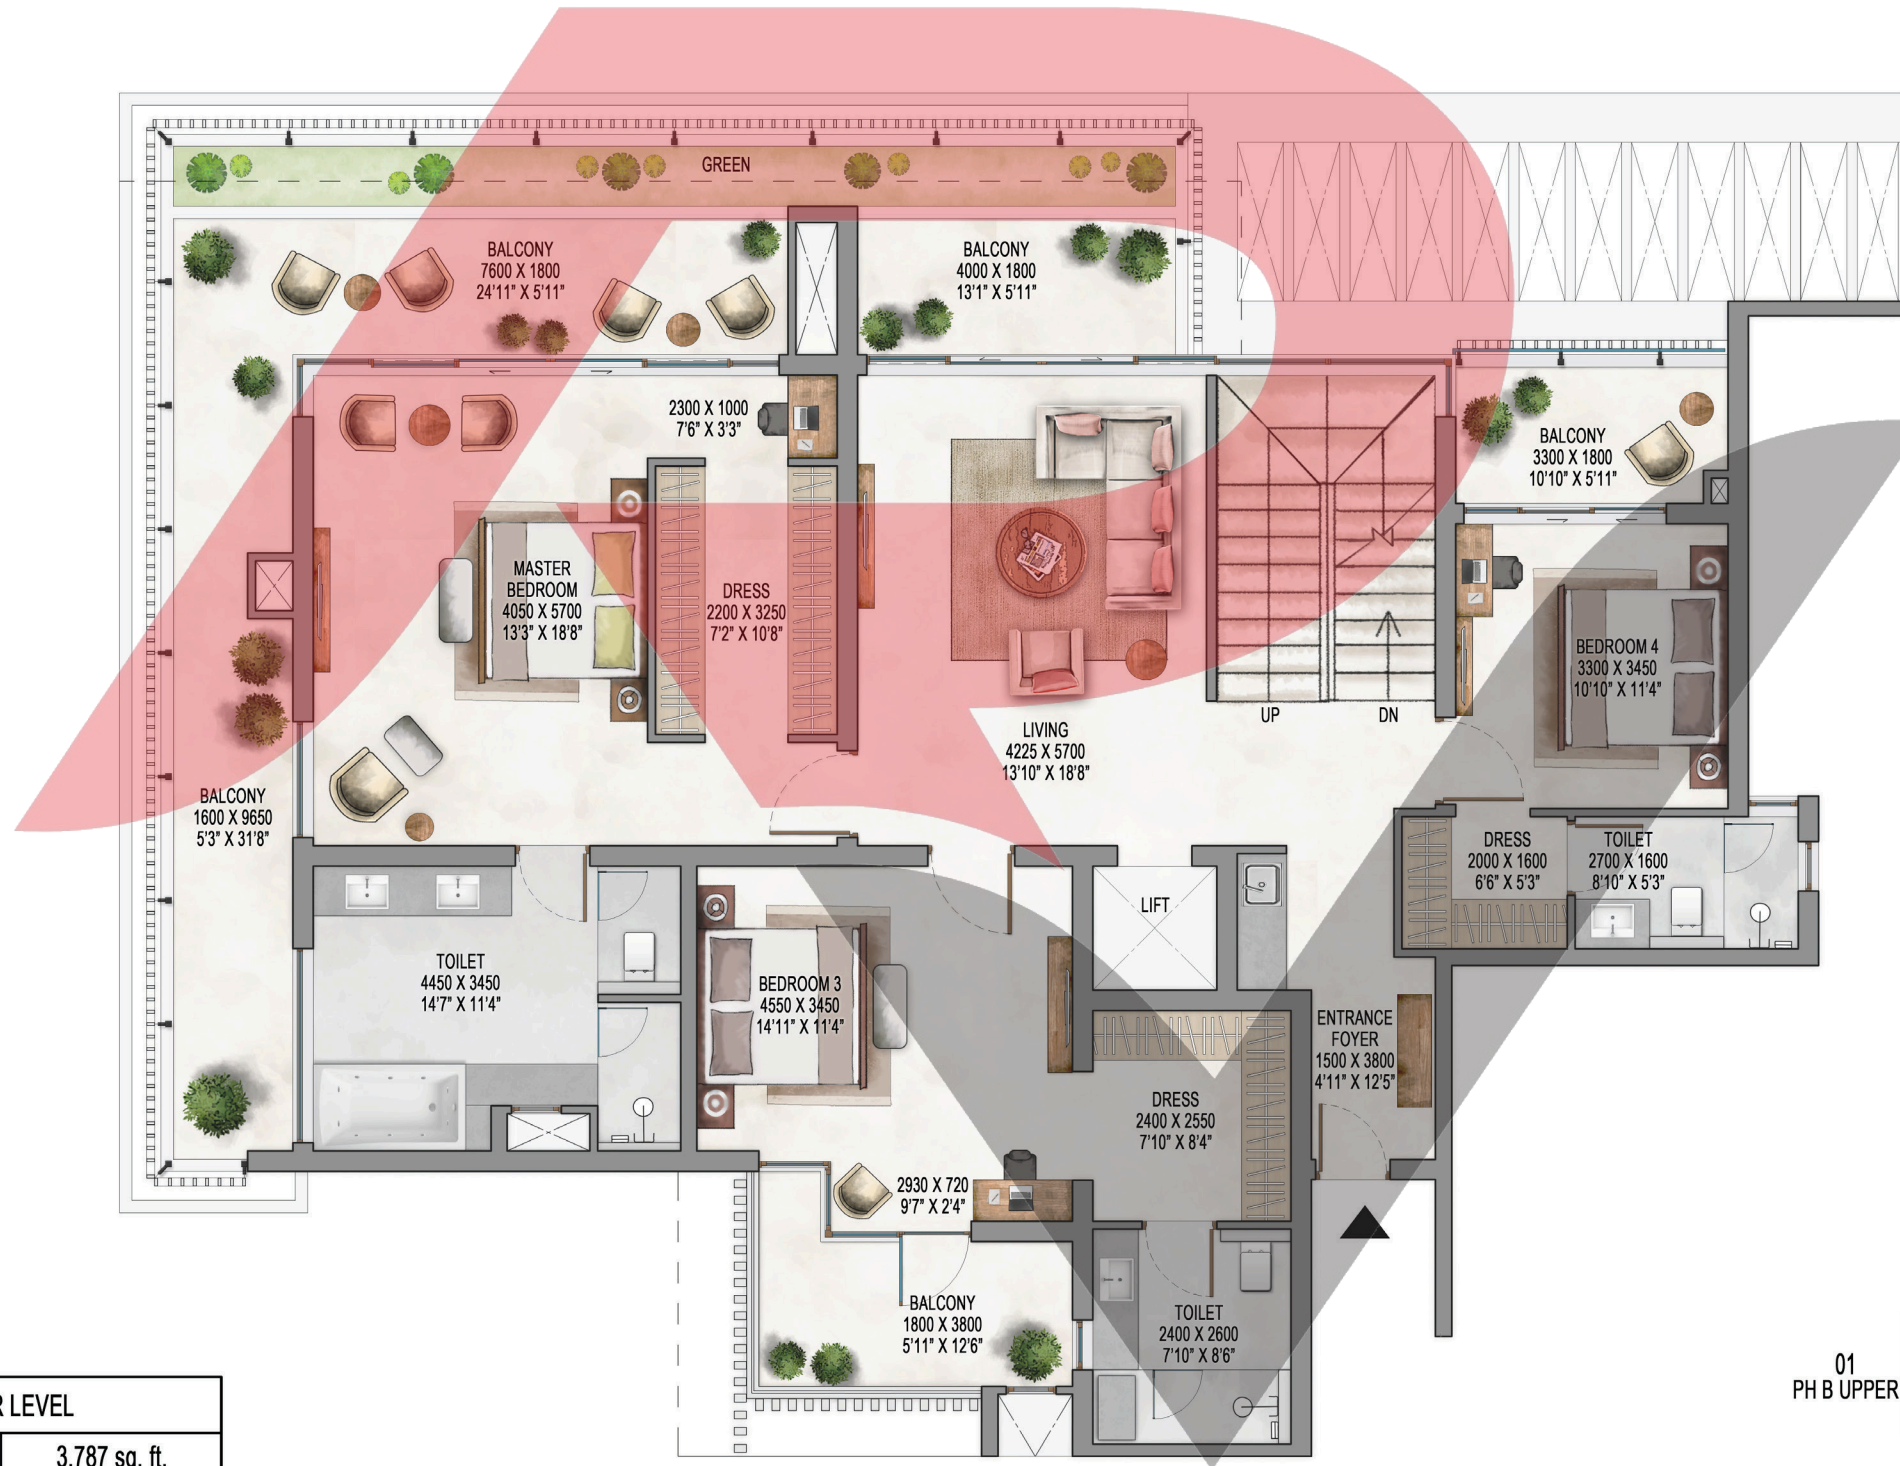 GREEN
BALCONY
7600 X 1800
24'11" X 5'11"
BALCONY
4000 X 1800
13'1" X 5'11"
2300 X 1000
7'6" X 3'3"
BALCONY
3300 X 1800
10'10" X 5'11"
MASTER
BEDROOM
4050 X 5700
13'3" X 18'8"
DRESS
2200 X 3250
7'2" X 10'8"
BEDROOM 4
3300 X 3450
10'10" X 11'4"
UP
DN
LIVING
4225 X 5700
13'10" X 18'8"
BALCONY
1600 X 9650
5'3" X 31'8"
DRESS
2000 X 1600
6'6" X 5'3"
TOILET
2700 X 1600
8'10" X 5'3"
LIFT
TOILET
4450 X 3450
14'7" X 11'4"
BEDROOM 3
4550 X 3450
14'11" X 11'4"
ENTRANCE
FOYER
1500 X 3800
4'11" X 12'5"
DRESS
2400 X 2550
7'10" X 8'4"
2930 X 720
9'7" X 2'4"
BALCONY
1800 X 3800
5'11" X 12'6"
TOILET
2400 X 2600
7'10" X 8'6"
01
PH B UPPER
LEVEL
3,787 sq. ft.